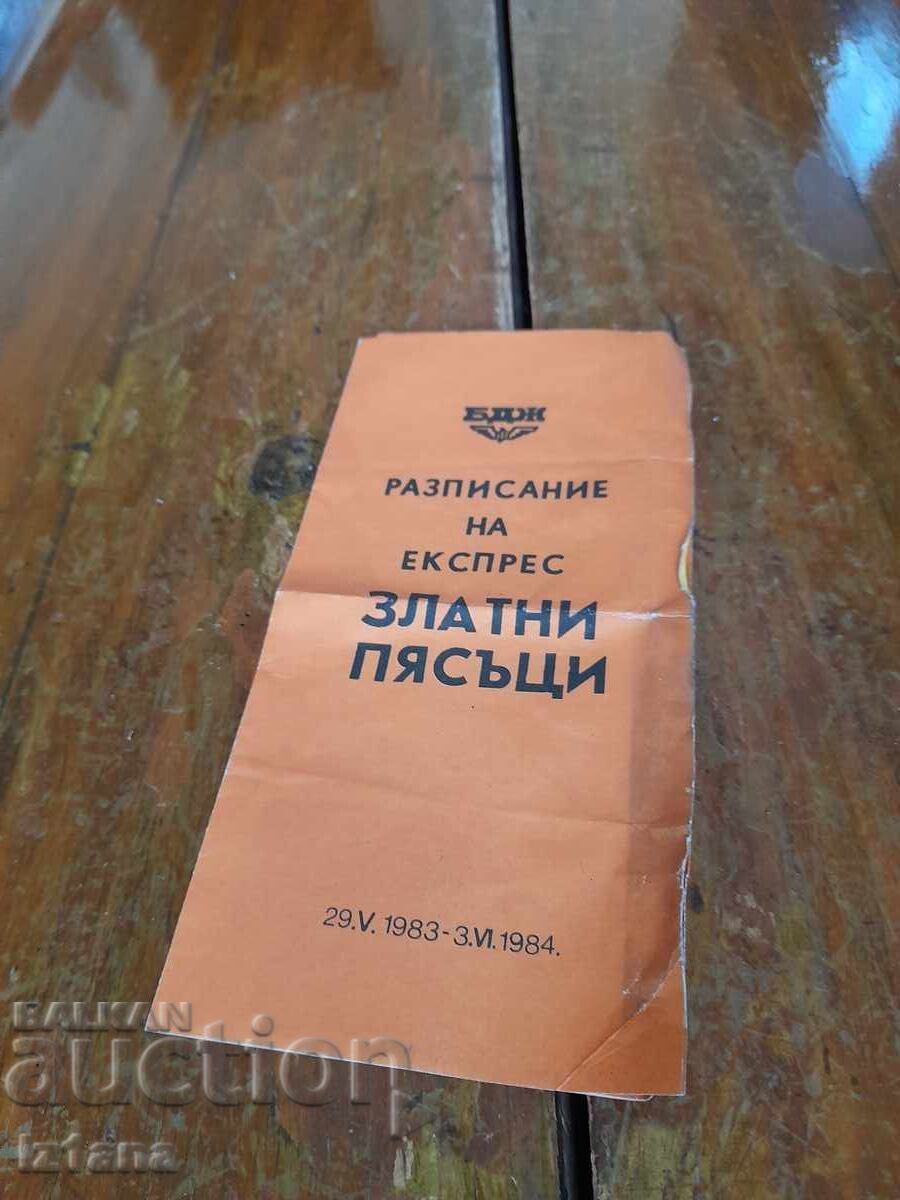 БДЖ
РАЗПИСАНИЕ
НА
ЕКСПРЕС
ЗЛАТНИ
ПЯСЪЦИ
29.V.1983-3.VI.1984.
BALKAN
auction
iztana